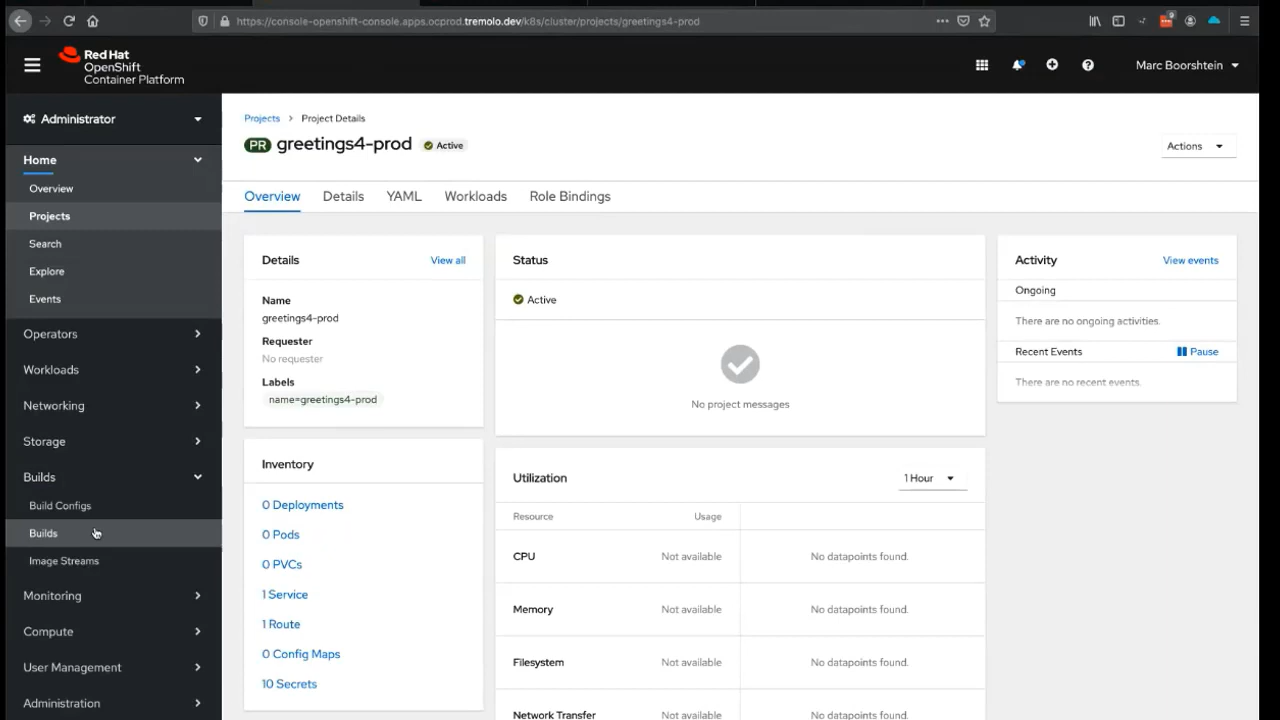 https://console-openshift-console.apps.ocprod.tremolo.dev/k8s/cluster/projects/greetings4-prod
Red Hat
OpenShift
Container Platform
Marc Boorshtein
Administrator
Home
Overview
Projects
Search
Explore
Events
Operators
Workloads
Networking
Storage
Builds
Build Configs
Builds
Image Streams
Monitoring
Compute
User Management
Administration
Projects > Project Details
PR greetings4-prod Active
Actions
Overview Details YAML Workloads Role Bindings
Details View all
Name
greetings4-prod
Requester
No requester
Labels
name=greetings4-prod
Inventory
0 Deployments
0 Pods
0 PVCs
1 Service
1 Route
0 Config Maps
10 Secrets
Status
Active
No project messages
Utilization 1 Hour
Resource Usage
CPU Not available No datapoints found.
Memory Not available No datapoints found.
Filesystem Not available No datapoints found.
Network Transfer Not available No datapoints found.
Activity View events
Ongoing
There are no ongoing activities.
Recent Events Pause
There are no recent events.